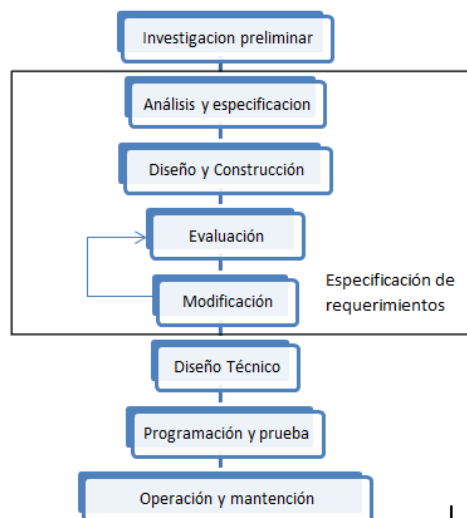 Investigacion preliminar
Análisis y especificacion
Diseño y Construcción
Evaluación
Modificación
Especificación de
requerimientos
Diseño Técnico
Programación y prueba
Operación y mantención